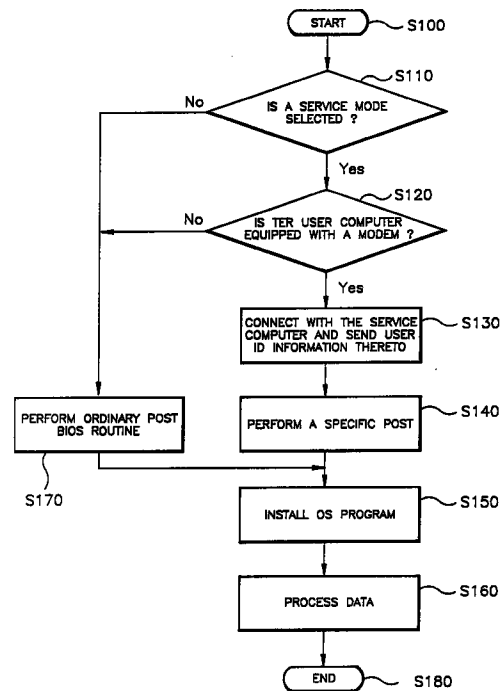 START
S100
S110
No
IS A SERVICE MODE
SELECTED ?
Yes
S120
No
IS TER USER COMPUTER
EQUIPPED WITH A MODEM ?
Yes
CONNECT WITH THE SERVICE
COMPUTER AND SEND USER
ID INFORMATION THERETO
S130
PERFORM ORDINARY POST
BIOS ROUTINE
S170
PERFORM A SPECIFIC POST
S140
INSTALL OS PROGRAM
S150
PROCESS DATA
S160
END
S180